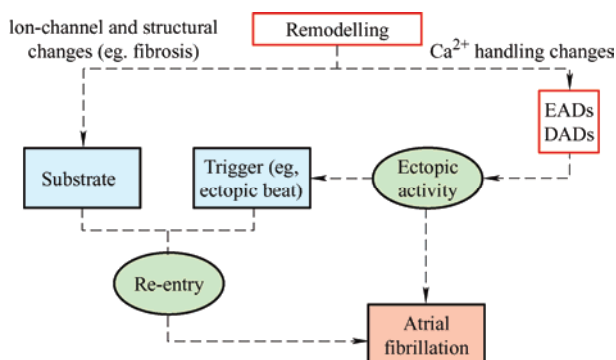 Ion-channel and structural
changes (eg. fibrosis)
Remodelling
Ca²⁺ handling changes
EADs
DADs
Substrate
Trigger (eg,
ectopic beat)
Ectopic
activity
Re-entry
Atrial
fibrillation